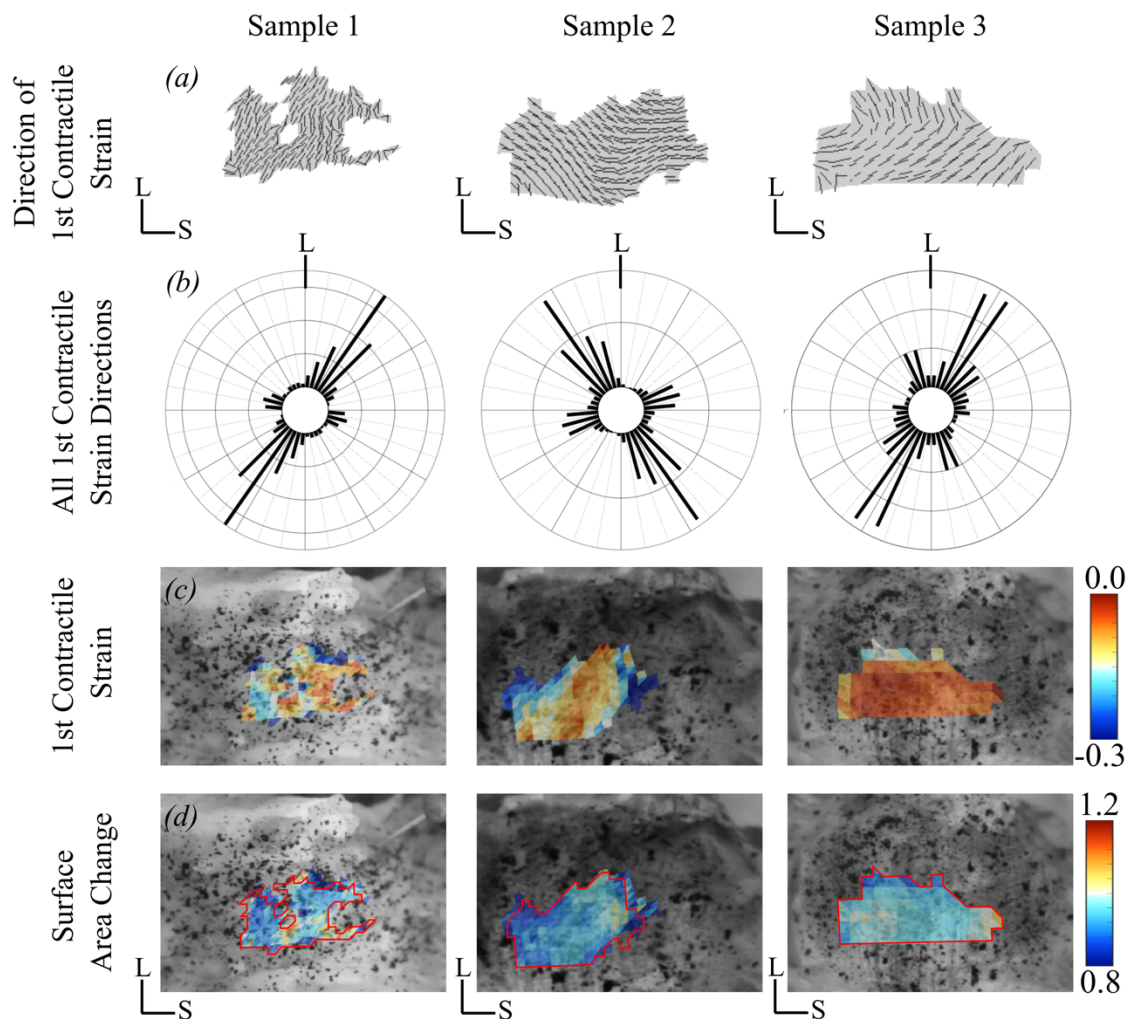 Sample 1
Sample 2
Sample 3
Direction of
1st Contractile
Strain
(a)
L
S
L
S
L
S
All 1st Contractile
Strain Directions
(b)
L
L
L
1st Contractile
Strain
(c)
0.0
-0.3
Surface
Area Change
(d)
1.2
0.8
L
S
L
S
L
S